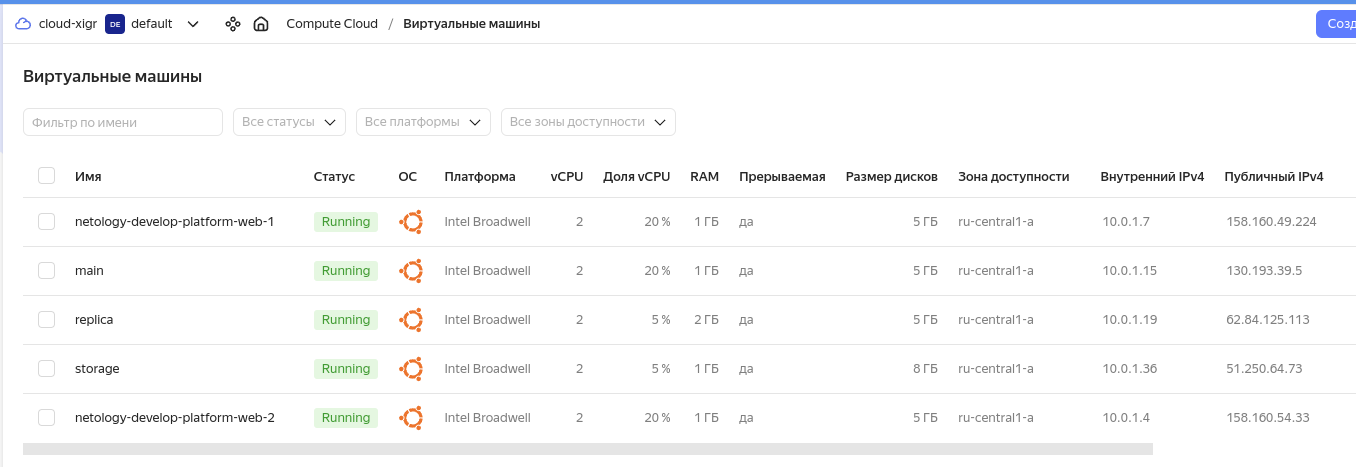 cloud-xigr DE default Compute Cloud / Виртуальные машины Созд
Виртуальные машины
Фильтр по имени Все статусы Все платформы Все зоны доступности
Имя Статус ОС Платформа vCPU Доля vCPU RAM Прерываемая Размер дисков Зона доступности Внутренний IPv4 Публичный IPv4
netology-develop-platform-web-1 Running Intel Broadwell 2 20 % 1 ГБ да 5 ГБ ru-central1-a 10.0.1.7 158.160.49.224
main Running Intel Broadwell 2 20 % 1 ГБ да 5 ГБ ru-central1-a 10.0.1.15 130.193.39.5
replica Running Intel Broadwell 2 5 % 2 ГБ да 5 ГБ ru-central1-a 10.0.1.19 62.84.125.113
storage Running Intel Broadwell 2 5 % 1 ГБ да 8 ГБ ru-central1-a 10.0.1.36 51.250.64.73
netology-develop-platform-web-2 Running Intel Broadwell 2 20 % 1 ГБ да 5 ГБ ru-central1-a 10.0.1.4 158.160.54.33